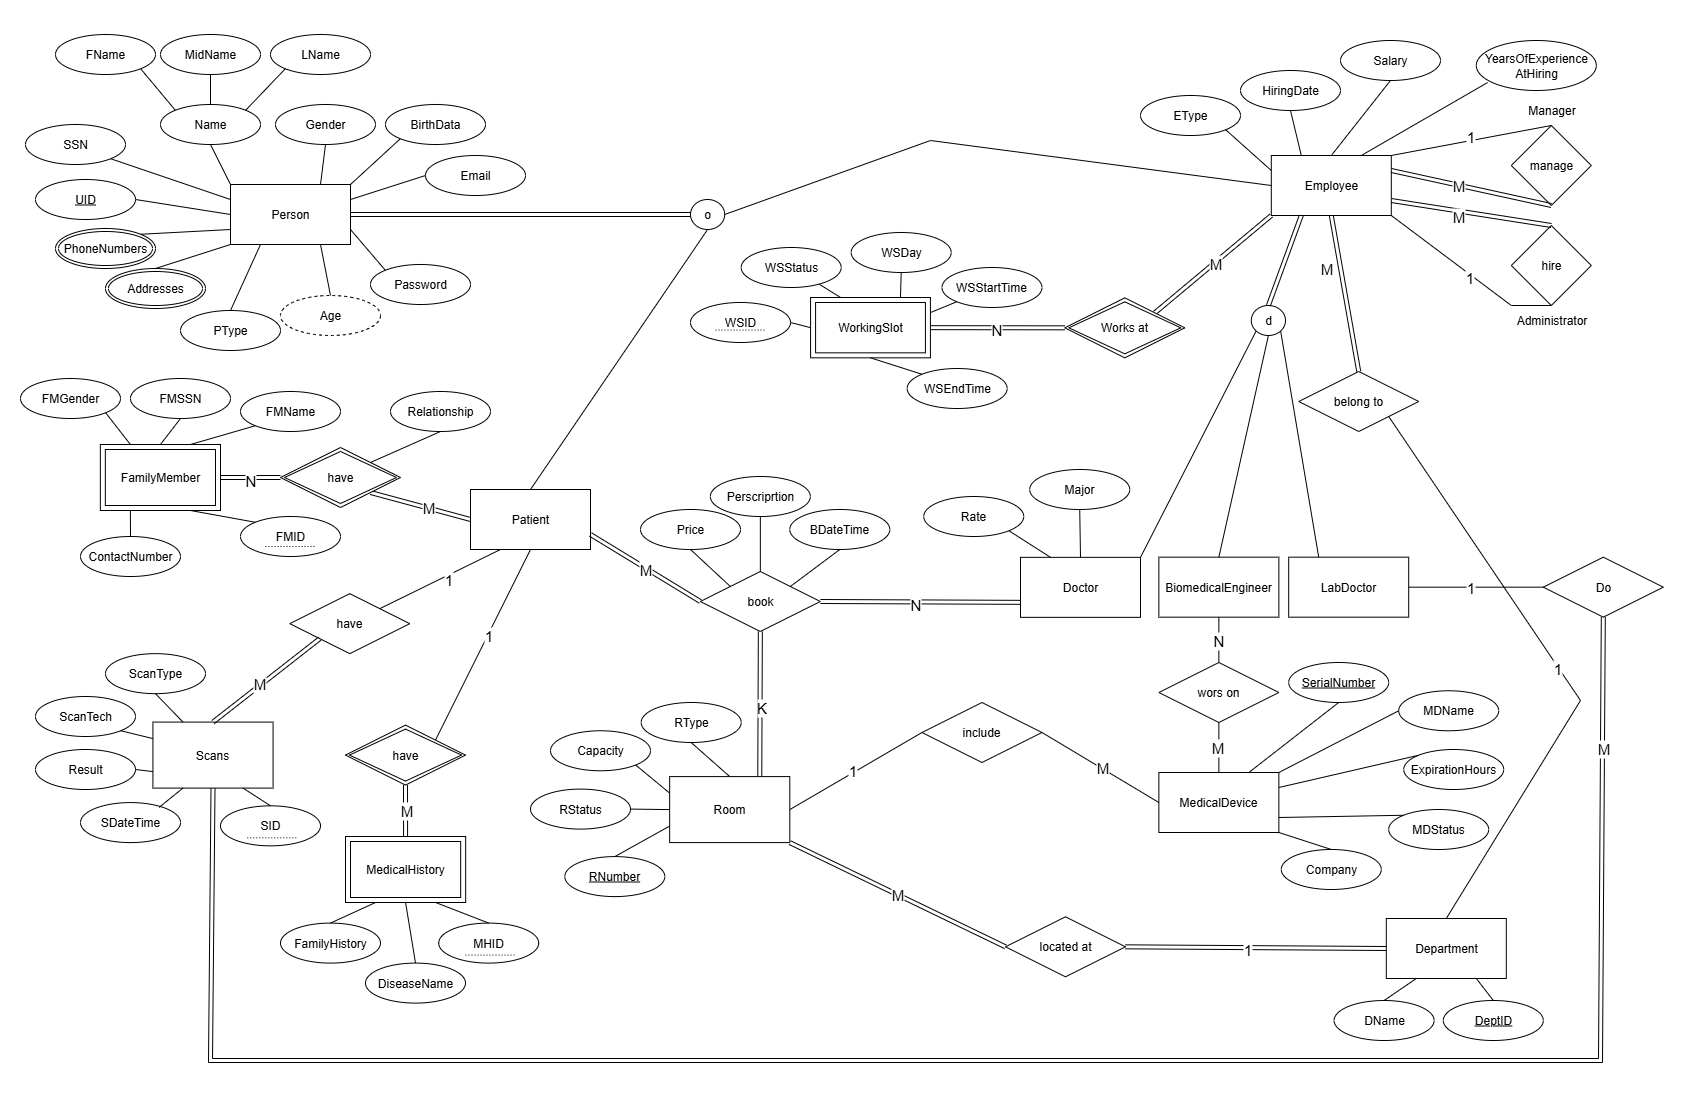 FName
MidName
LName
Name
Gender
BirthData
SSN
Email
UID
Person
PhoneNumbers
Addresses
Password
PType
Age
o
Salary
YearsOfExperience
AtHiring
HiringDate
EType
Manager
1
manage
Employee
M
M
hire
1
Administrator
M
M
WSDay
WSStatus
WSStartTime
WSID
WorkingSlot
N
Works at
WSEndTime
d
belong to
FMGender
FMSSN
FMName
Relationship
FamilyMember
N
have
M
FMID
ContactNumber
Patient
Perscriprtion
Price
BDateTime
M
book
N
K
Rate
Major
Doctor
BiomedicalEngineer
LabDoctor
1
Do
1
have
1
M
1
ScanType
ScanTech
Scans
Result
SDateTime
SID
have
M
MedicalHistory
FamilyHistory
MHID
DiseaseName
RType
Capacity
RStatus
Room
RNumber
include
1
M
N
wors on
M
SerialNumber
MDName
ExpirationHours
MedicalDevice
MDStatus
Company
1
M
M
located at
1
Department
DName
DeptID